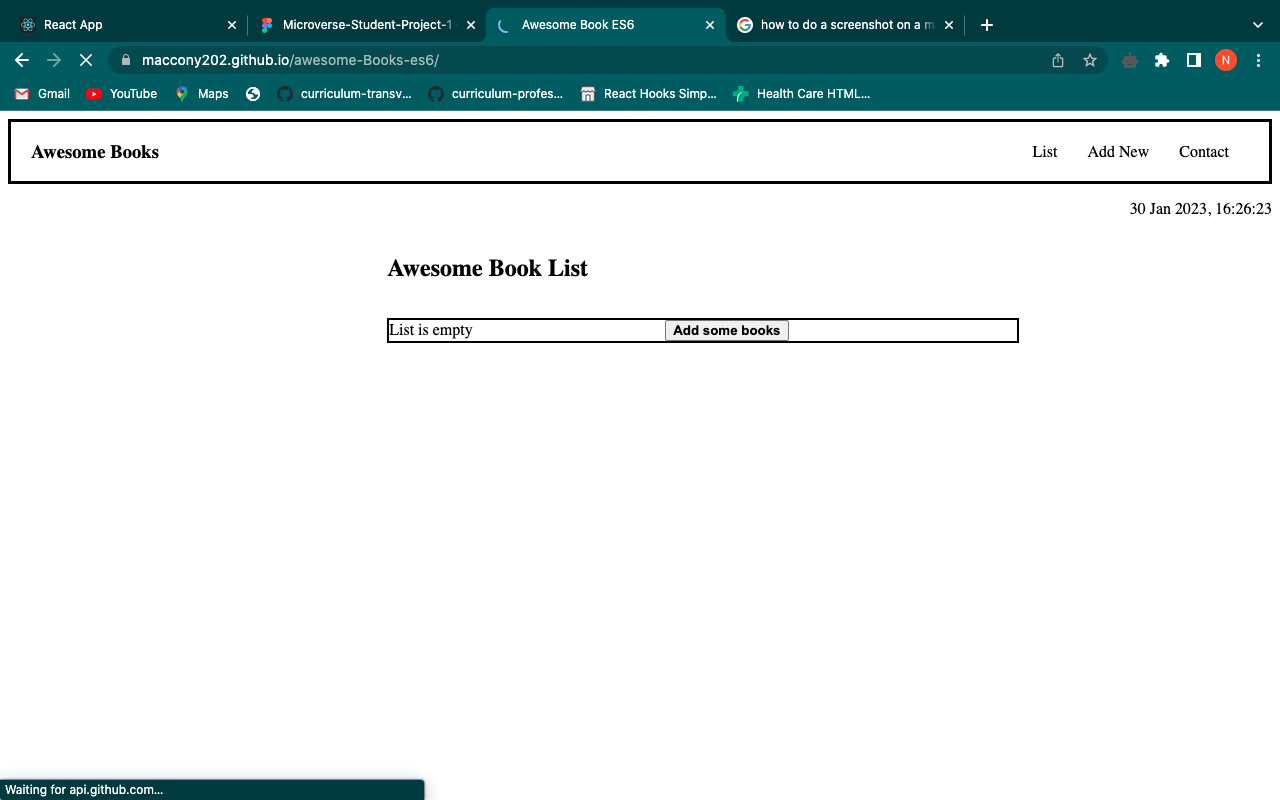 React App
Microverse-Student-Project-1
Awesome Book ES6
how to do a screenshot on a m
maccony202.github.io/awesome-Books-es6/
N
Gmail
YouTube
Maps
curriculum-transv...
curriculum-profes...
React Hooks Simp...
Health Care HTML...
Awesome Books
List
Add New
Contact
30 Jan 2023, 16:26:23
Awesome Book List
List is empty
Add some books
Waiting for api.github.com...